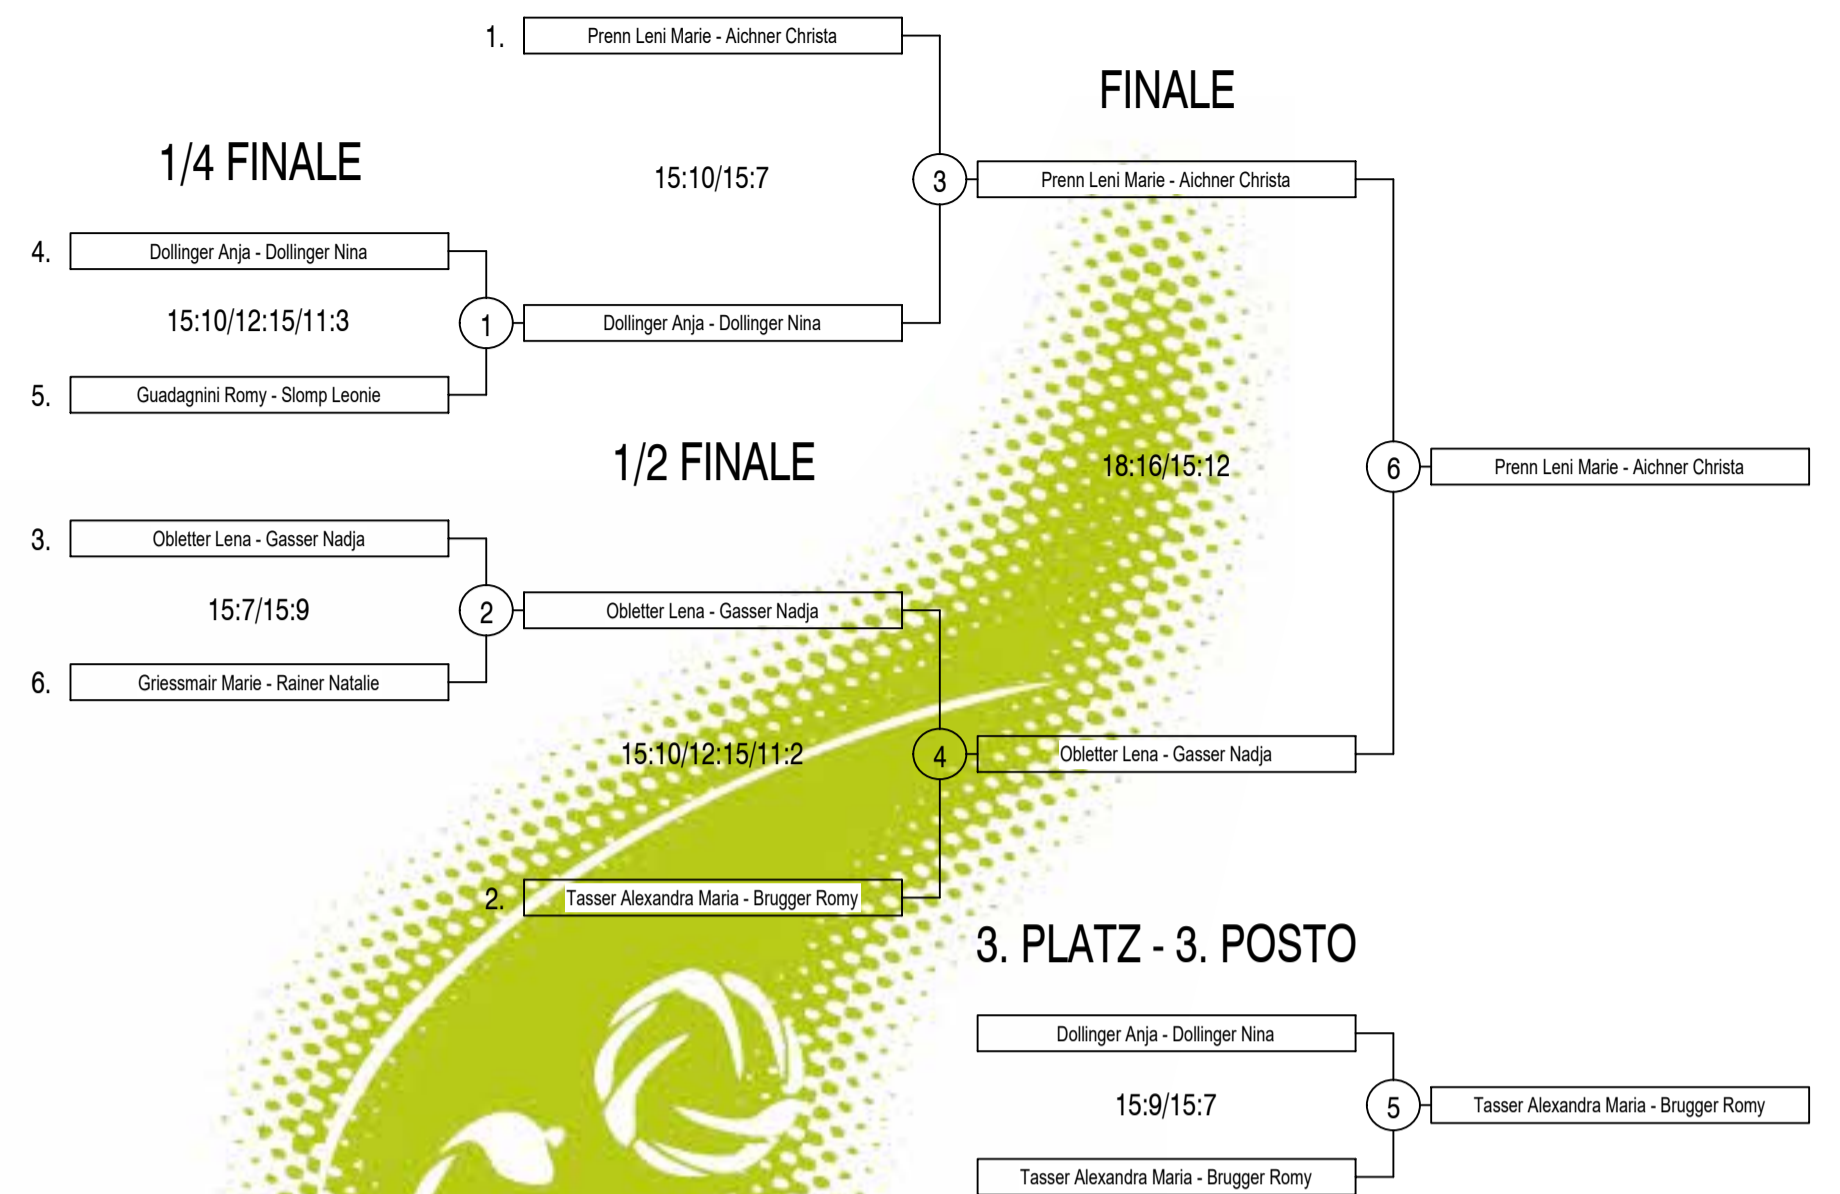 1. Prenn Leni Marie - Aichner Christa
FINALE
1/4 FINALE
15:10/15:7
3
Prenn Leni Marie - Aichner Christa
4. Dollinger Anja - Dollinger Nina
15:10/12:15/11:3
1
Dollinger Anja - Dollinger Nina
5. Guadagnini Romy - Slomp Leonie
1/2 FINALE
18:16/15:12
6
Prenn Leni Marie - Aichner Christa
3. Obletter Lena - Gasser Nadja
15:7/15:9
2
Obletter Lena - Gasser Nadja
6. Griessmair Marie - Rainer Natalie
15:10/12:15/11:2
4
Obletter Lena - Gasser Nadja
2. Tasser Alexandra Maria - Brugger Romy
3. PLATZ - 3. POSTO
Dollinger Anja - Dollinger Nina
15:9/15:7
5
Tasser Alexandra Maria - Brugger Romy
Tasser Alexandra Maria - Brugger Romy